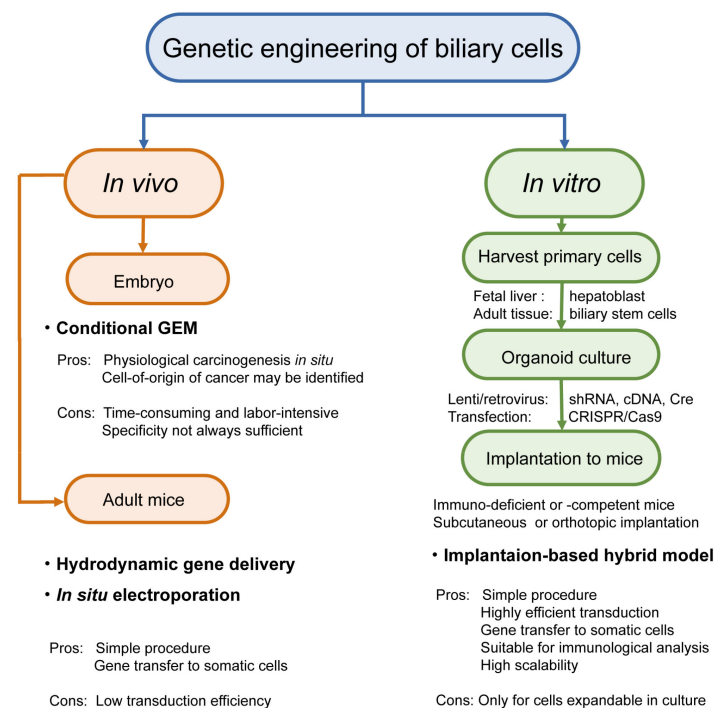 Genetic engineering of biliary cells
In vivo
Embryo
・Conditional GEM
Pros: Physiological carcinogenesis in situ
Cell-of-origin of cancer may be identified
Cons: Time-consuming and labor-intensive
Specificity not always sufficient
Adult mice
・Hydrodynamic gene delivery
・In situ electroporation
Pros: Simple procedure
Gene transfer to somatic cells
Cons: Low transduction efficiency
In vitro
Harvest primary cells
Fetal liver : hepatoblast
Adult tissue: biliary stem cells
Organoid culture
Lenti/retrovirus: shRNA, cDNA, Cre
Transfection: CRISPR/Cas9
Implantation to mice
Immuno-deficient or -competent mice
Subcutaneous or orthotopic implantation
・Implantaion-based hybrid model
Pros: Simple procedure
Highly efficient transduction
Gene transfer to somatic cells
Suitable for immunological analysis
High scalability
Cons: Only for cells expandable in culture